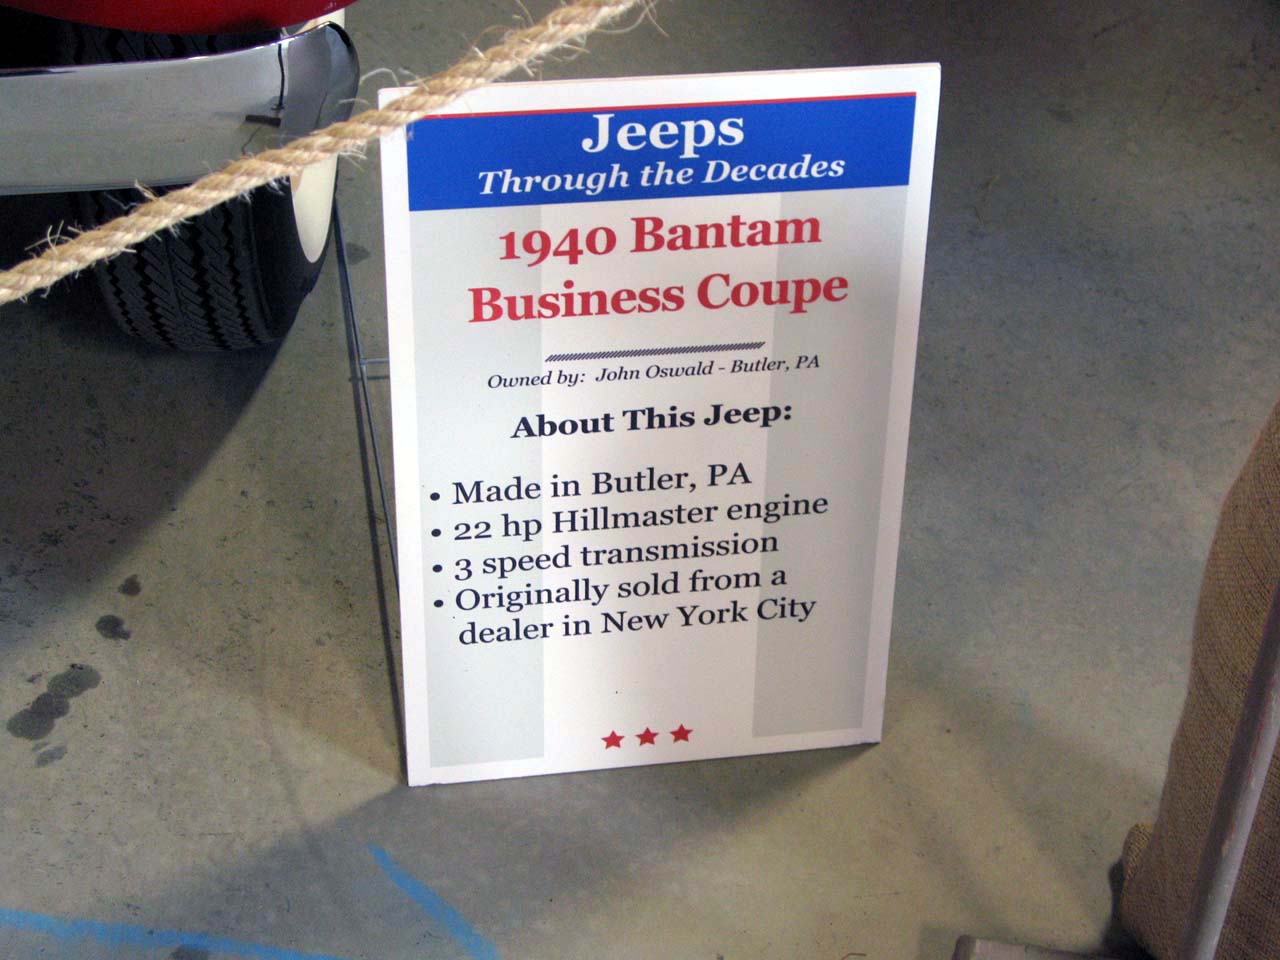 Jeeps
Through the Decades
1940 Bantam
Business Coupe
Owned by: John Oswald - Butler, PA
About This Jeep:
• Made in Butler, PA
• 22 hp Hillmaster engine
• 3 speed transmission
• Originally sold from a
dealer in New York City